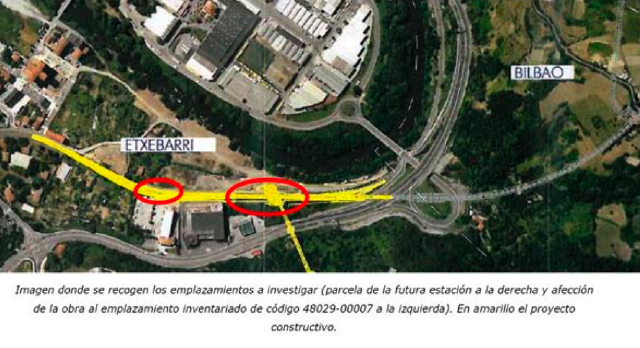 BILBAO
ETXEBARRI
Imagen donde se recogen los emplazamientos a investigar (parcela de la futura estación a la derecha y afección
de la obra al emplazamiento inventariado de código 48029-00007 a la izquierda). En amarillo el proyecto
constructivo.